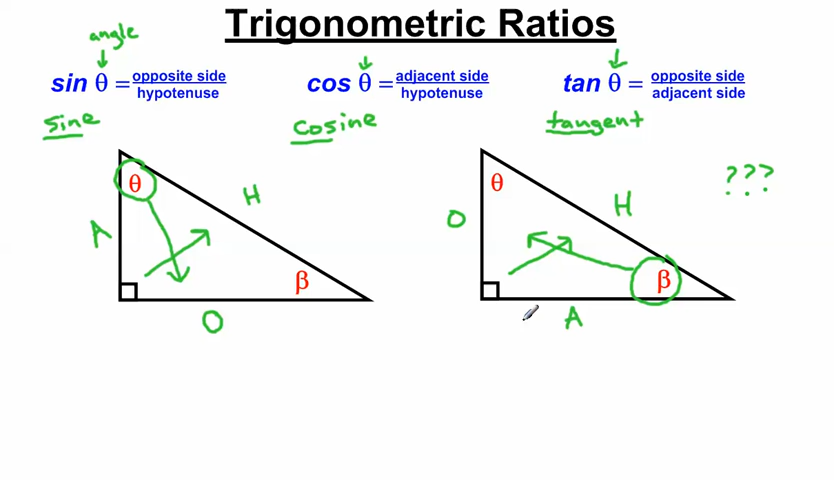 Trigonometric Ratios
angle
sin θ = opposite side / hypotenuse
cos θ = adjacent side / hypotenuse
tan θ = opposite side / adjacent side
sine
cosine
tangent
θ
H
A
β
O
θ
H
O
β
A
???